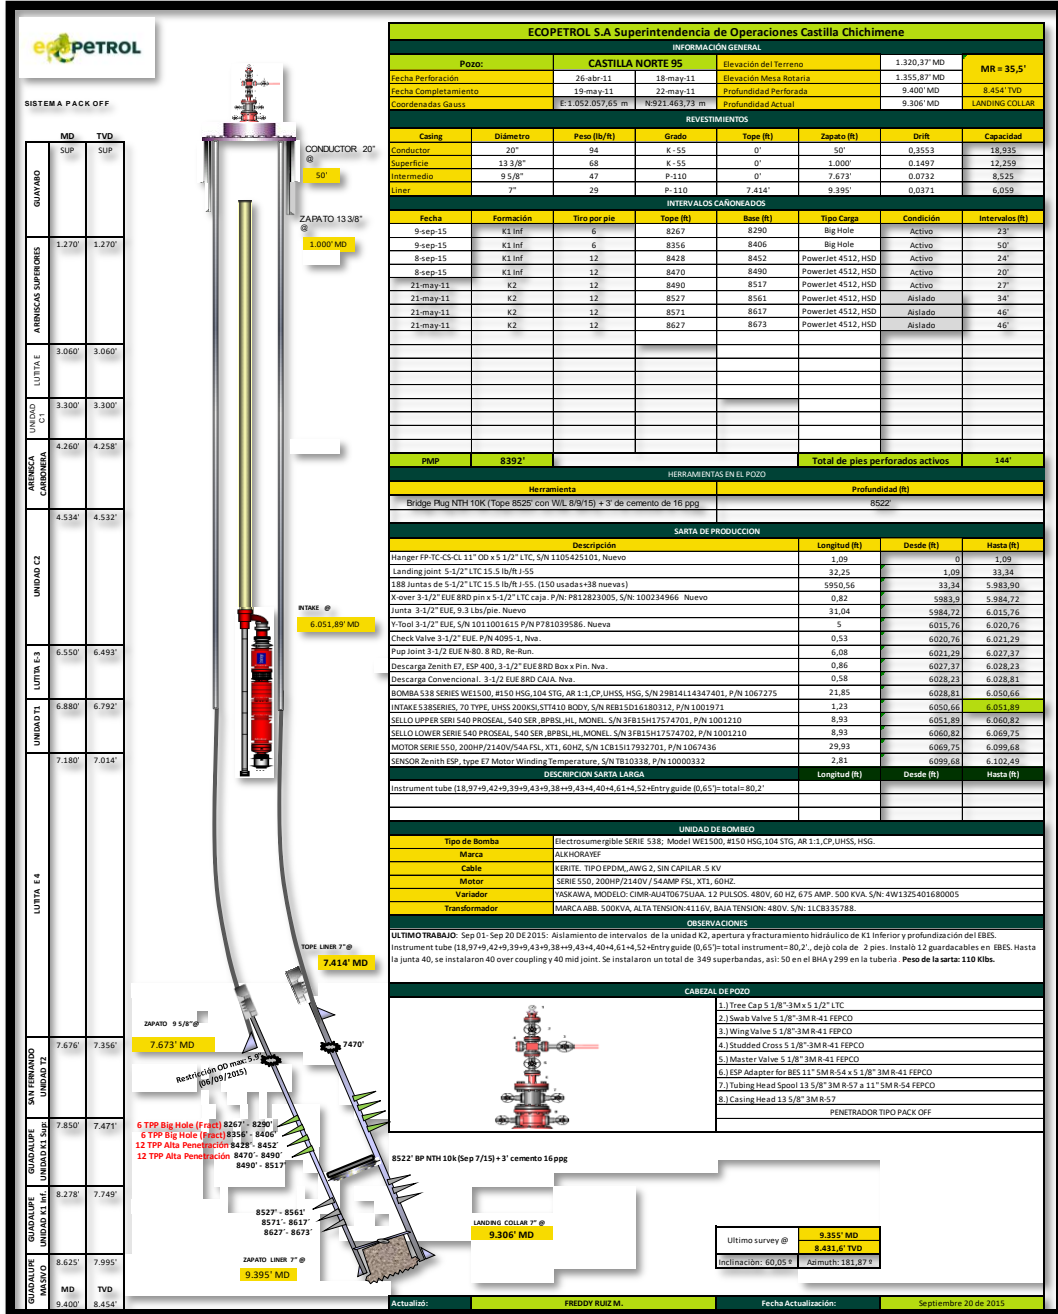 ecopETROL
SISTEMA PACK OFF
MD TVD
SUP SUP
GUAYABO
1.270' 1.270'
ARENISCAS SUPERIORES
3.060' 3.060'
LUTITA E
3.300' 3.300'
UNIDAD C1
4.260' 4.258'
ARENISCA CARBONERA
4.534' 4.532'
UNIDAD C2
6.550' 6.493'
LUTITA E-3
6.880' 6.792'
UNIDAD T1
7.180' 7.014'
LUTITA E4
7.676' 7.356'
SAN FERNANDO UNIDAD T2
7.850' 7.471'
GUADALUPE UNIDAD K1 Sup.
8.278' 7.749'
GUADALUPE UNIDAD K1 Inf.
8.625' 7.995'
GUADALUPE MASIVO
MD TVD
9.400' 8.454'
CONDUCTOR 20"
@
50'
ZAPATO 13 3/8"
@
1.000' MD
INTAKE @
6.051,89' MD
TOPE LINER 7"@
7.414' MD
ZAPATO 9 5/8"@
7.673' MD
Restricción OD max: 5.9"
(06/09/2015)
7470'
6 TPP Big Hole (Fract) 8267' - 8290'
6 TPP Big Hole (Fract) 8356' - 8406'
12 TPP Alta Penetración 8428' - 8452'
12 TPP Alta Penetración 8470'- 8490'
8490' - 8517'
8522' BP NTH 10k (Sep 7/15) + 3' cemento 16 ppg
8527' - 8561'
8571'- 8617'
8627' - 8673'
LANDING COLLAR 7" @
9.306' MD
ZAPATO LINER 7" @
9.395' MD
ECOPETROL S.A Superintendencia de Operaciones Castilla Chichimene
INFORMACIÓN GENERAL
Pozo: CASTILLA NORTE 95 Elevación del Terreno 1.320,37' MD MR = 35,5'
Fecha Perforación 26-abr-11 18-may-11 Elevación Mesa Rotaria 1.355,87' MD
Fecha Completamiento 19-may-11 22-may-11 Profundidad Perforada 9.400' MD 8.454' TVD
Coordenadas Gauss E:1.052.057,65 m N:921.463,73 m Profundidad Actual 9.306' MD LANDING COLLAR
REVESTIMIENTOS
Casing Diámetro Peso (lb/ft) Grado Tope (ft) Zapato (ft) Drift Capacidad
Conductor 20" 94 K - 55 0' 50' 0,3553 18,935
Superficie 13 3/8" 68 K - 55 0' 1.000' 0.1497 12,259
Intermedio 9 5/8" 47 P-110 0' 7.673' 0.0732 8,525
Liner 7" 29 P-110 7.414' 9.395' 0,0371 6,059
INTERVALOS CAÑONEADOS
Fecha Formación Tiro por pie Tope (ft) Base (ft) Tipo Carga Condición Intervalos (ft)
9-sep-15 K1 Inf 6 8267 8290 Big Hole Activo 23'
9-sep-15 K1 Inf 6 8356 8406 Big Hole Activo 50'
8-sep-15 K1 Inf 12 8428 8452 PowerJet 4512, HSD Activo 24'
8-sep-15 K1 Inf 12 8470 8490 PowerJet 4512, HSD Activo 20'
21-may-11 K2 12 8490 8517 PowerJet 4512, HSD Activo 27'
21-may-11 K2 12 8527 8561 PowerJet 4512, HSD Aislado 34'
21-may-11 K2 12 8571 8617 PowerJet 4512, HSD Aislado 46'
21-may-11 K2 12 8627 8673 PowerJet 4512, HSD Aislado 46'
PMP 8392' Total de pies perforados activos 144'
HERRAMIENTAS EN EL POZO
Herramienta Profundidad (ft)
Bridge Plug NTH 10K (Tope 8525' con W/L 8/9/15) + 3' de cemento de 16 ppg 8522'
SARTA DE PRODUCCION
Descripción Longitud (ft) Desde (ft) Hasta (ft)
Hanger FP-TC-CS-CL 11" OD x 5 1/2" LTC, S/N 1105425101, Nuevo 1,09 0 1,09
Landing joint 5-1/2" LTC 15.5 lb/ft J-55 32,25 1,09 33,34
188 Juntas de 5-1/2" LTC 15.5 lb/ft J-55. (150 usadas+38 nuevas) 5950,56 33,34 5.983,90
X-over 3-1/2" EUE 8RD pin x 5-1/2" LTC caja. P/N: P812823005, S/N: 100234966 Nuevo 0,82 5983,9 5.984,72
Junta 3-1/2" EUE, 9.3 Lbs/pie. Nuevo 31,04 5984,72 6.015,76
Y-Tool 3-1/2" EUE, S/N 1011001615 P/N P781039586. Nueva 5 6015,76 6.020,76
Check Valve 3-1/2" EUE. P/N 4095-1, Nva. 0,53 6020,76 6.021,29
Pup Joint 3-1/2 EUE N-80. 8 RD, Re-Run. 6,08 6021,29 6.027,37
Descarga Zenith E7, ESP 400, 3-1/2" EUE 8RD Box x Pin. Nva. 0,86 6027,37 6.028,23
Descarga Convencional. 3-1/2 EUE 8RD CAJA. Nva. 0,58 6028,23 6.028,81
BOMBA 538 SERIES WE1500, #150 HSG,104 STG, AR 1:1,CP,UHSS, HSG, S/N 29B14L14347401, P/N 1067275 21,85 6028,81 6.050,66
INTAKE 538SERIES, 70 TYPE, UHSS 200KSI,STT410 BODY, S/N REB15D16180312, P/N 1001971 1,23 6050,66 6.051,89
SELLO UPPER SERI 540 PROSEAL, 540 SER ,BPBSL,HL, MONEL. S/N 3FB15H17574701, P/N 1001210 8,93 6051,89 6.060,82
SELLO LOWER SERIE 540 PROSEAL, 540 SER ,BPBSL,HL,MONEL. S/N 3FB15H17574702, P/N 1001210 8,93 6060,82 6.069,75
MOTOR SERIE 550, 200HP/2140V/54A FSL, XT1, 60HZ, S/N 1CB15I17932701, P/N 1067436 29,93 6069,75 6.099,68
SENSOR Zenith ESP, type E7 Motor Winding Temperature, S/N TB10338, P/N 10000332 2,81 6099,68 6.102,49
DESCRIPCION SARTA LARGA Longitud (ft) Desde (ft) Hasta (ft)
Instrument tube (18,97+9,42+9,39+9,43+9,38++9,43+4,40+4,61+4,52+Entry guide (0,65')= total= 80,2'
UNIDAD DE BOMBEO
Tipo de Bomba Electrosumergible SERIE 538; Model WE1500, #150 HSG,104 STG, AR 1:1,CP,UHSS, HSG.
Marca ALKHORAYEF
Cable KERITE. TIPO EPDM,,AWG 2, SIN CAPILAR .5 KV
Motor SERIE 550, 200HP/2140V / 54AMP FSL, XT1, 60HZ.
Variador YASKAWA, MODELO: CIMR-AU4T0675UAA. 12 PULSOS. 480V, 60 HZ, 675 AMP. 500 KVA. S/N: 4W13Z5401680005
Transformador MARCA ABB. 500KVA, ALTA TENSION:4116V, BAJA TENSION: 480V. S/N: 1LCB335788.
OBSERVACIONES
ULTIMO TRABAJO: Sep 01- Sep 20 DE 2015: Aislamiento de intervalos de la unidad K2, apertura y fracturamiento hidráulico de K1 Inferior y profundización del EBES.
Instrument tube (18,97+9,42+9,39+9,43+9,38++9,43+4,40+4,61+4,52+Entry guide (0,65')= total instrument= 80,2'., dejò cola de 2 pies. Instaló 12 guardacables en EBES. Hasta
la junta 40, se instalaron 40 over coupling y 40 mid joint. Se instalaron un total de 349 superbandas, asi: 50 en el BHA y 299 en la tuberia . Peso de la sarta: 110 Klbs.
CABEZAL DE POZO
1.) Tree Cap 5 1/8"-3M x 5 1/2" LTC
2.) Swab Valve 5 1/8"-3M R-41 FEPCO
3.) Wing Valve 5 1/8"-3M R-41 FEPCO
4.) Studded Cross 5 1/8"-3M R-41 FEPCO
5.) Master Valve 5 1/8" 3M R-41 FEPCO
6.) ESP Adapter for BES 11" 5M R-54 x 5 1/8" 3M R-41 FEPCO
7.) Tubing Head Spool 13 5/8" 3M R-57 a 11" 5M R-54 FEPCO
8.) Casing Head 13 5/8" 3M R-57
PENETRADOR TIPO PACK OFF
Ultimo survey @ 9.355' MD
8.431,6' TVD
Inclinación: 60,05 º Azimuth: 181,87 º
Actualizó: FREDDY RUIZ M. Fecha Actualización: Septiembre 20 de 2015